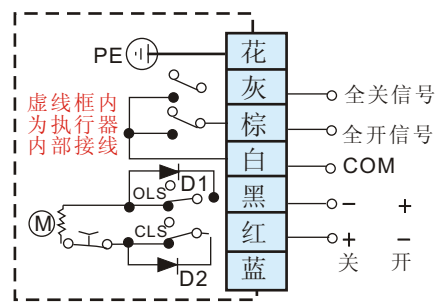 PE
花
灰
全关信号
虚线框内
为执行器
内部接线
棕
全开信号
白
COM
OLS
D1
黑
− +
M
CLS
红
+ −
关 开
D2
蓝